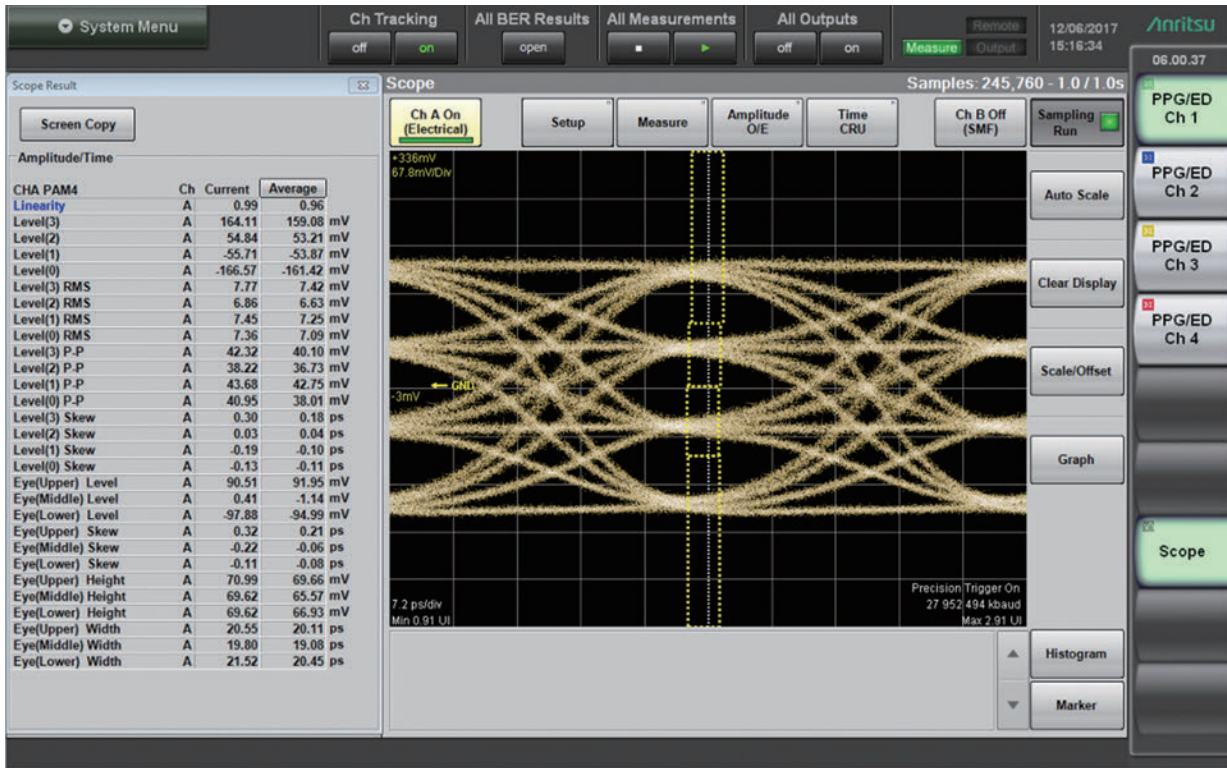 System Menu
Ch Tracking
off on
All BER Results
open
All Measurements
All Outputs
off on
Remote
Measure Output
12/06/2017
15:16:34
Anritsu
06.00.37
Scope Result
Screen Copy
Amplitude/Time
CHA PAM4 Ch Current Average
Linearity A 0.99 0.96
Level(3) A 164.11 159.08 mV
Level(2) A 54.84 53.21 mV
Level(1) A -55.71 -53.87 mV
Level(0) A -166.57 -161.42 mV
Level(3) RMS A 7.77 7.42 mV
Level(2) RMS A 6.86 6.63 mV
Level(1) RMS A 7.45 7.25 mV
Level(0) RMS A 7.36 7.09 mV
Level(3) P-P A 42.32 40.10 mV
Level(2) P-P A 38.22 36.73 mV
Level(1) P-P A 43.68 42.75 mV
Level(0) P-P A 40.95 38.01 mV
Level(3) Skew A 0.30 0.18 ps
Level(2) Skew A 0.03 0.04 ps
Level(1) Skew A -0.19 -0.10 ps
Level(0) Skew A -0.13 -0.11 ps
Eye(Upper) Level A 90.51 91.95 mV
Eye(Middle) Level A 0.41 -1.14 mV
Eye(Lower) Level A -97.88 -94.99 mV
Eye(Upper) Skew A 0.32 0.21 ps
Eye(Middle) Skew A -0.22 -0.06 ps
Eye(Lower) Skew A -0.11 -0.08 ps
Eye(Upper) Height A 70.99 69.66 mV
Eye(Middle) Height A 69.62 65.57 mV
Eye(Lower) Height A 69.62 66.93 mV
Eye(Upper) Width A 20.55 20.11 ps
Eye(Middle) Width A 19.80 19.08 ps
Eye(Lower) Width A 21.52 20.45 ps
Scope
Samples: 245,760 - 1.0 / 1.0s
Ch A On
(Electrical)
Setup
Measure
Amplitude
O/E
Time
CRU
Ch B Off
(SMF)
Sampling
Run
+336mV
67.8mV/Div
GND
-3mV
7.2 ps/div
Min 0.91 UI
Precision Trigger On
27 952 494 kbaud
Max 2.91 UI
Auto Scale
Clear Display
Scale/Offset
Graph
Histogram
Marker
PPG/ED
Ch 1
PPG/ED
Ch 2
PPG/ED
Ch 3
PPG/ED
Ch 4
Scope